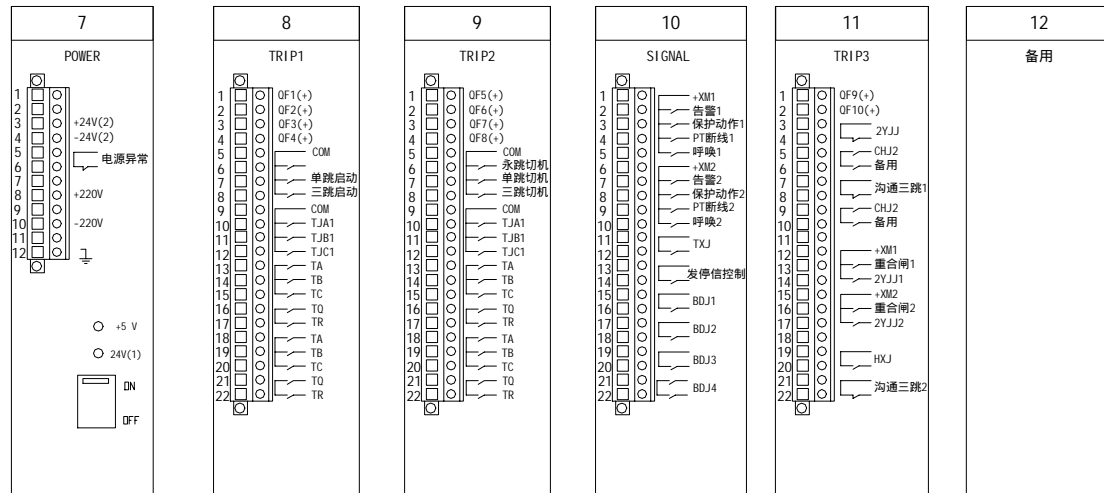 7
POWER
1
2
3 +24V(2)
4 -24V(2)
5 电源异常
6
7
8 +220V
9
10 -220V
11
12
+5 V
24V(1)
ON
OFF
8
TRIP1
1 QF1(+)
2 QF2(+)
3 QF3(+)
4 QF4(+)
5 COM
6
7 单跳启动
8 三跳启动
9 COM
10 TJA1
11 TJB1
12 TJC1
13 TA
14 TB
15 TC
16 TQ
17 TR
18 TA
19 TB
20 TC
21 TQ
22 TR
9
TRIP2
1 QF5(+)
2 QF6(+)
3 QF7(+)
4 QF8(+)
5 COM
6 永跳切机
7 单跳切机
8 三跳切机
9 COM
10 TJA1
11 TJB1
12 TJC1
13 TA
14 TB
15 TC
16 TQ
17 TR
18 TA
19 TB
20 TC
21 TQ
22 TR
10
SIGNAL
1 +XM1
2 告警1
3 保护动作1
4 PT断线1
5 呼唤1
6 +XM2
7 告警2
8 保护动作2
9 PT断线2
10 呼唤2
11 TXJ
12
13 发停信控制
14
15 BDJ1
16
17 BDJ2
18
19 BDJ3
20
21 BDJ4
22
11
TRIP3
1 QF9(+)
2 QF10(+)
3 2YJJ
4
5 CHJ2
6 备用
7 沟通三跳1
8
9 CHJ2
10 备用
11
12 +XM1
13 重合闸1
14 2YJJ1
15 +XM2
16 重合闸2
17 2YJJ2
18
19 HXJ
20
21 沟通三跳2
22
12
备用